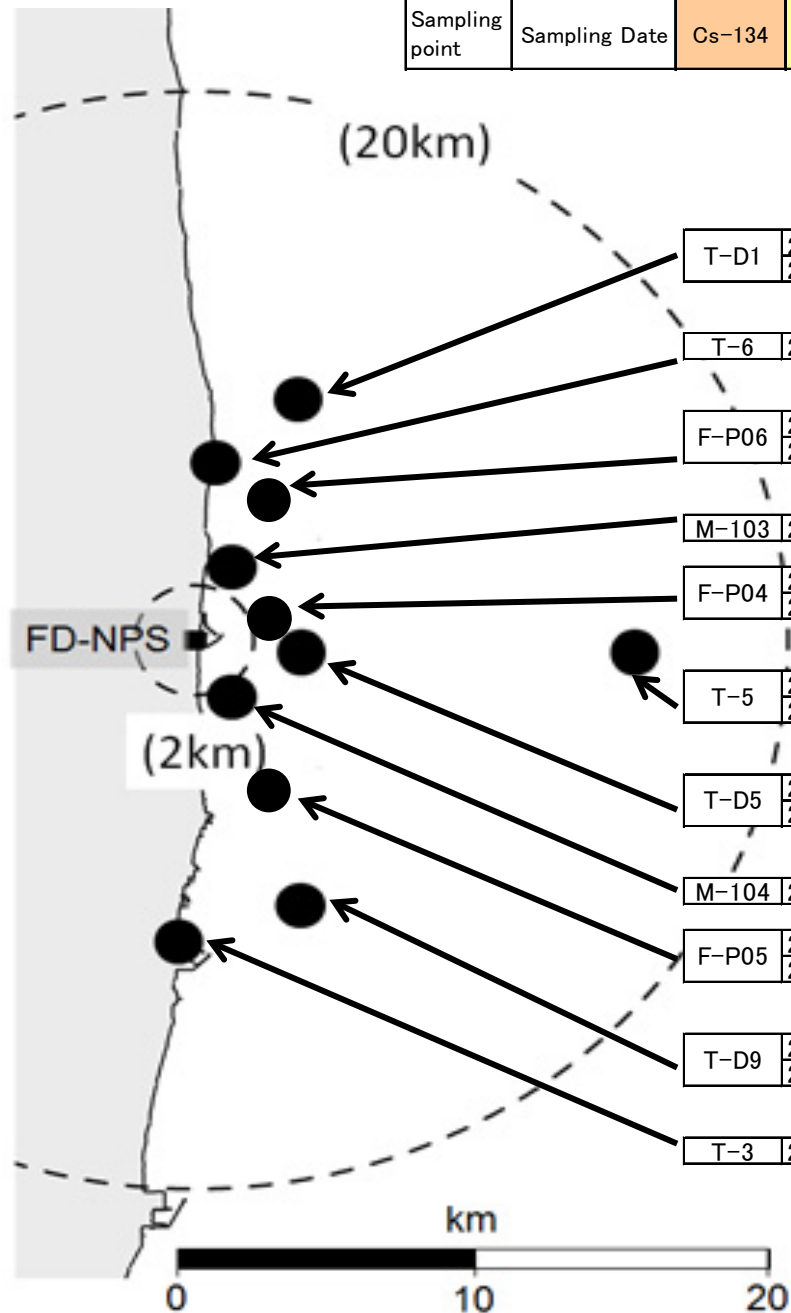 Sampling point
Sampling Date
Cs-134
(20km)
T-D1
T-6
F-P06
M-103
F-P04
FD-NPS
T-5
(2km)
T-D5
M-104
F-P05
T-D9
T-3
km
0
10
20